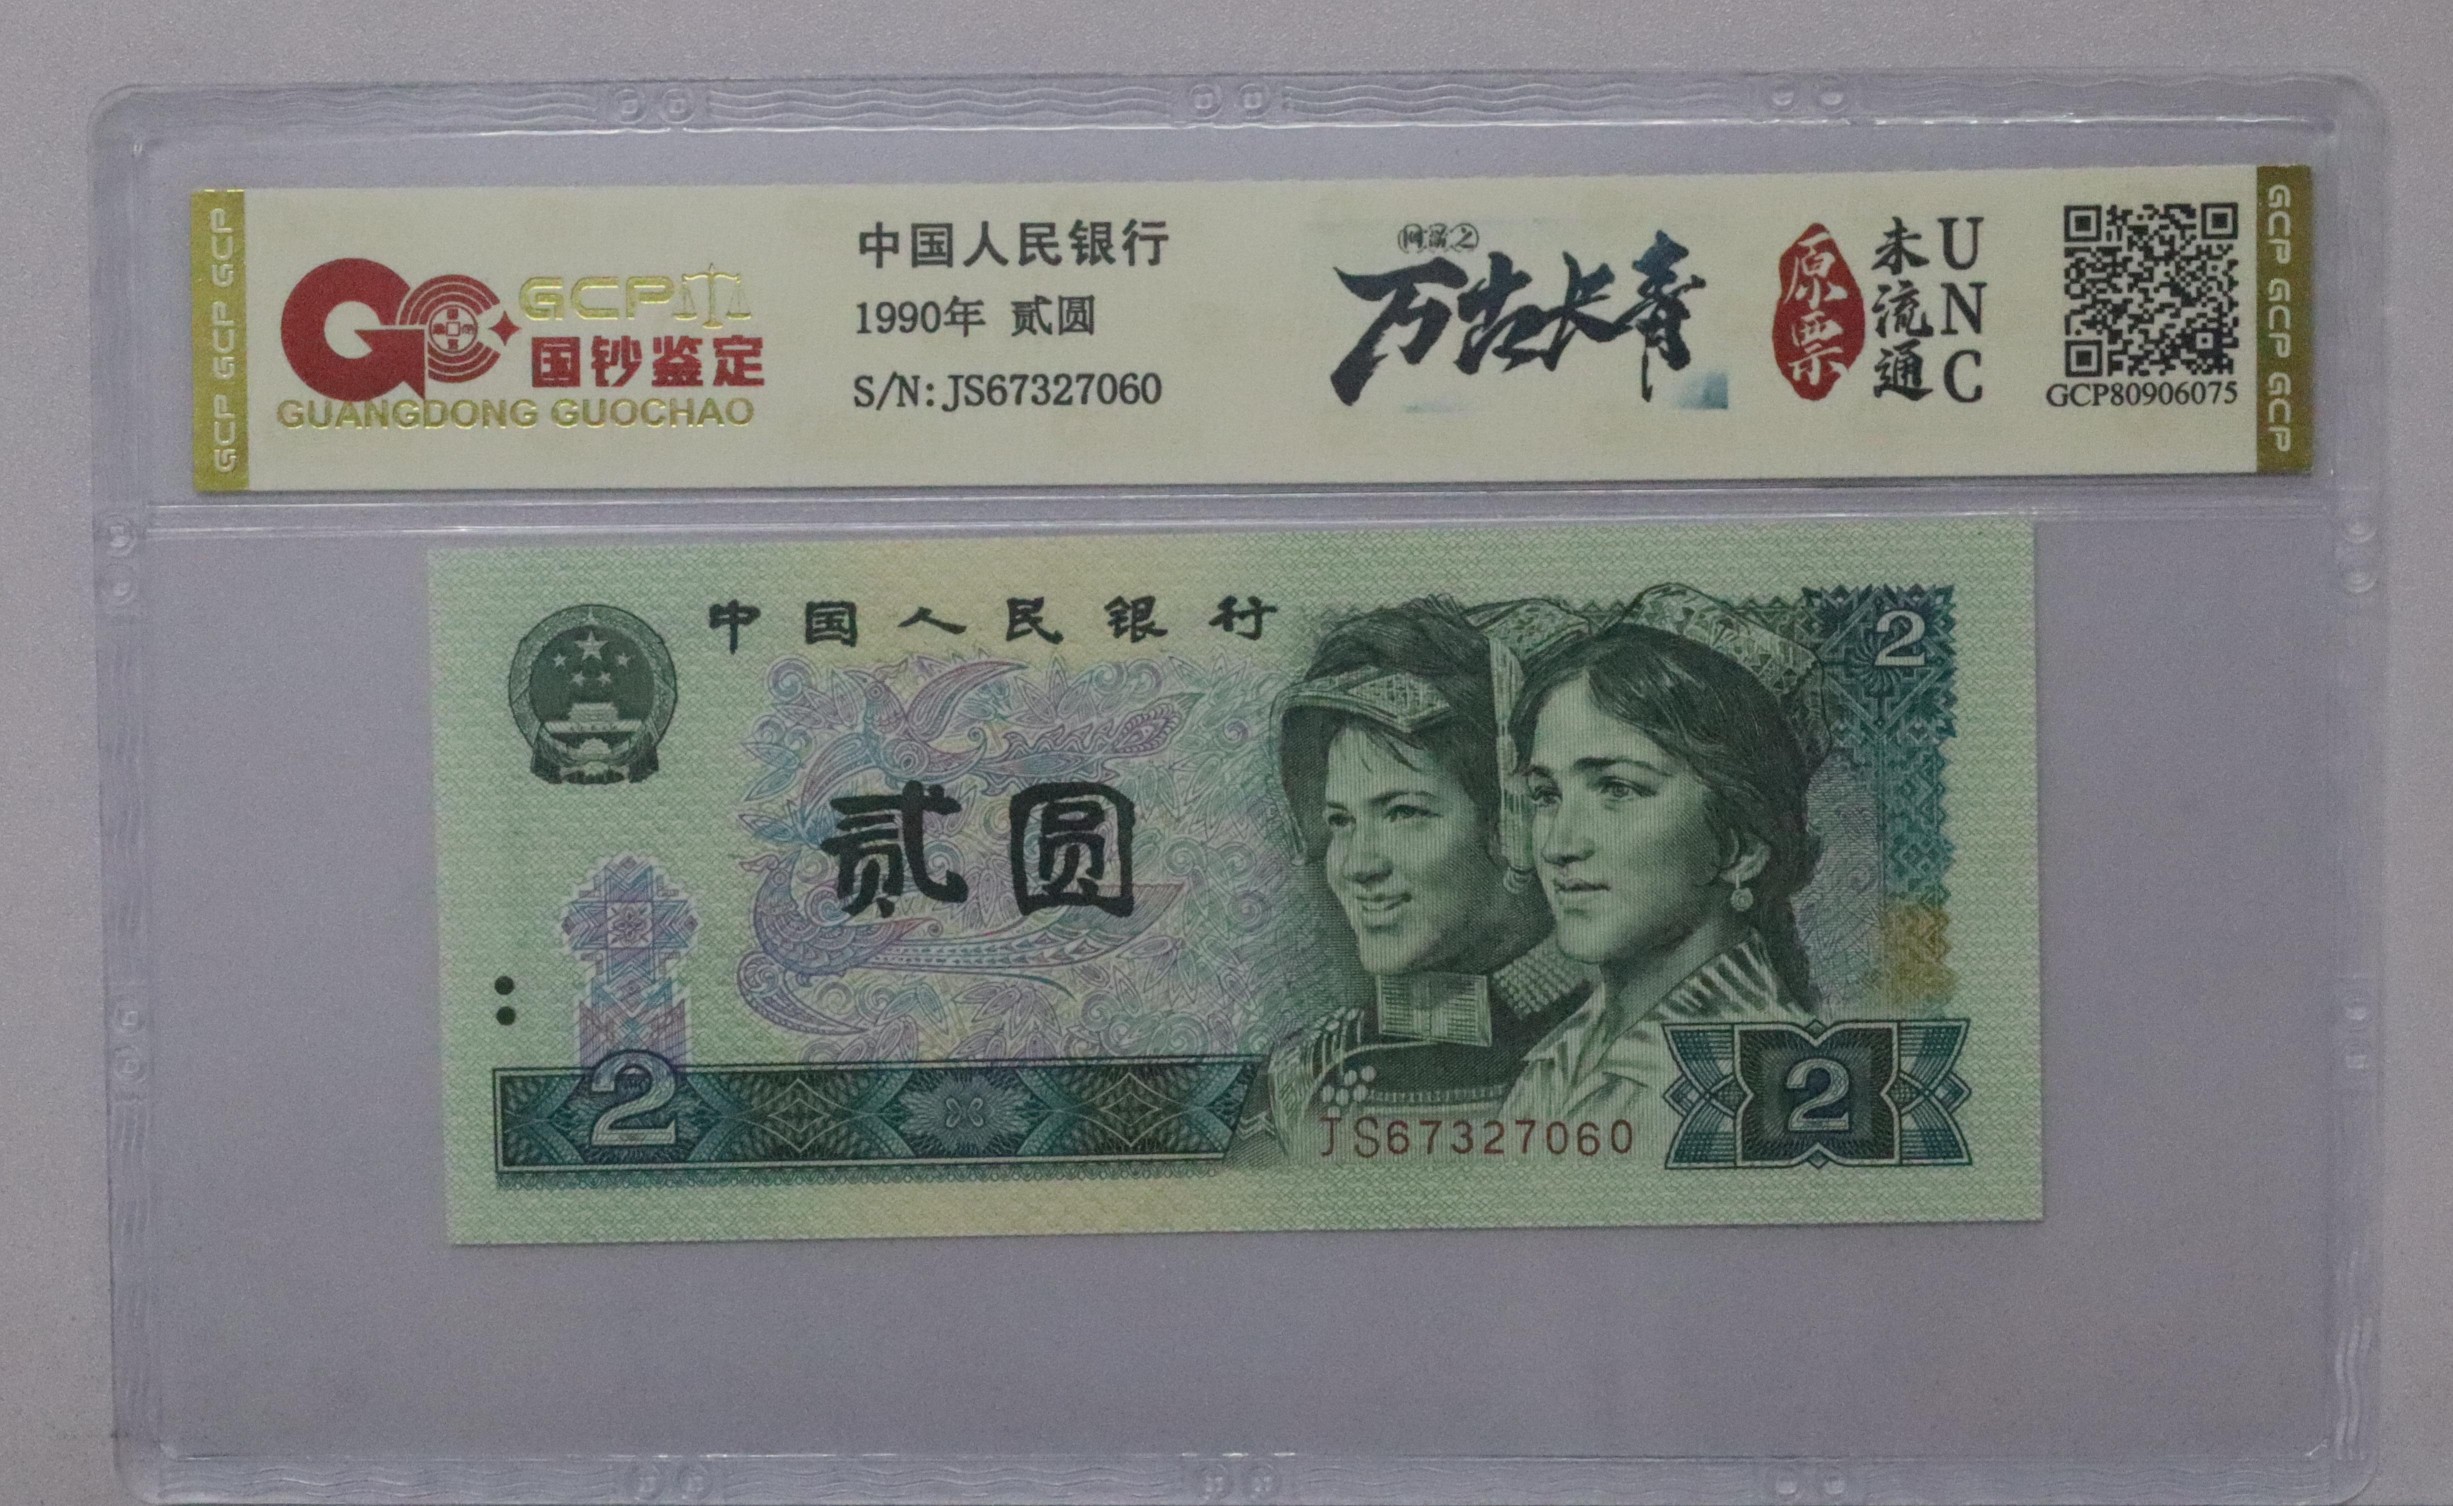 GCP GCP GCP
GCP
国钞鉴定
GUANGDONG GUOCHAO
中国人民银行
1990年 贰圆
S/N: JS67327060
万古长青
原票
未流通
UNC
GCP80906075
GCP GCP GCP
中国人民银行
贰圆
2
2
JS67327060
2